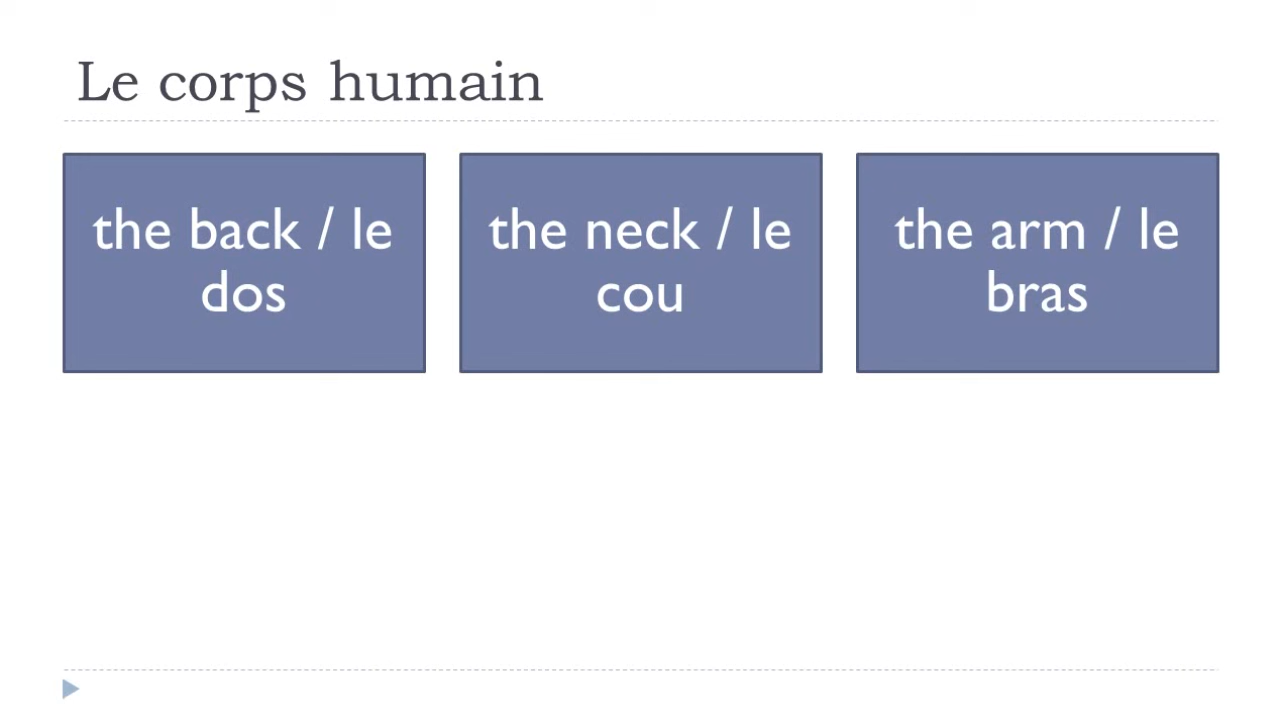 Le corps humain
the back / le
dos
the neck / le
cou
the arm / le
bras